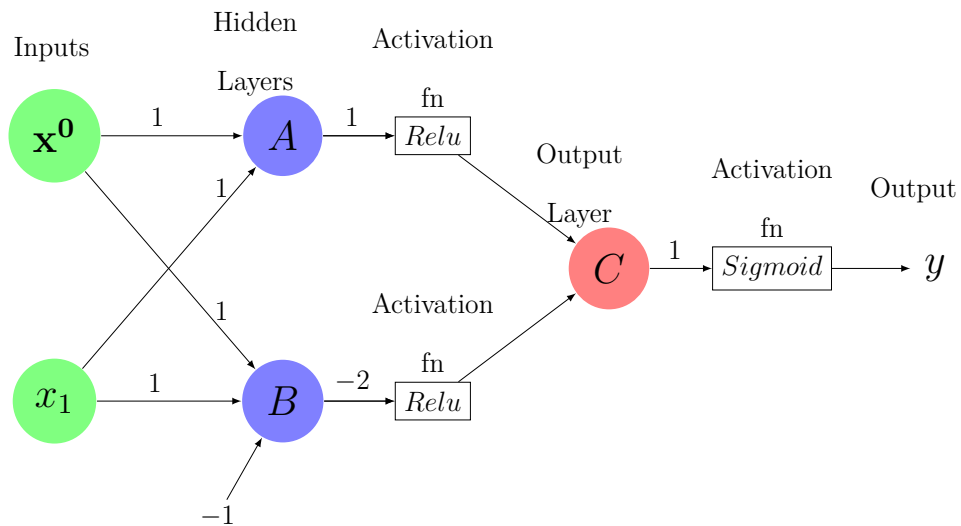 Inputs
Hidden
Layers
Activation
fn
x⁰
1
A
1
Relu
1
Output
Layer
Activation
fn
Output
C
1
Sigmoid
y
1
Activation
fn
x₁
1
B
−2
Relu
−1